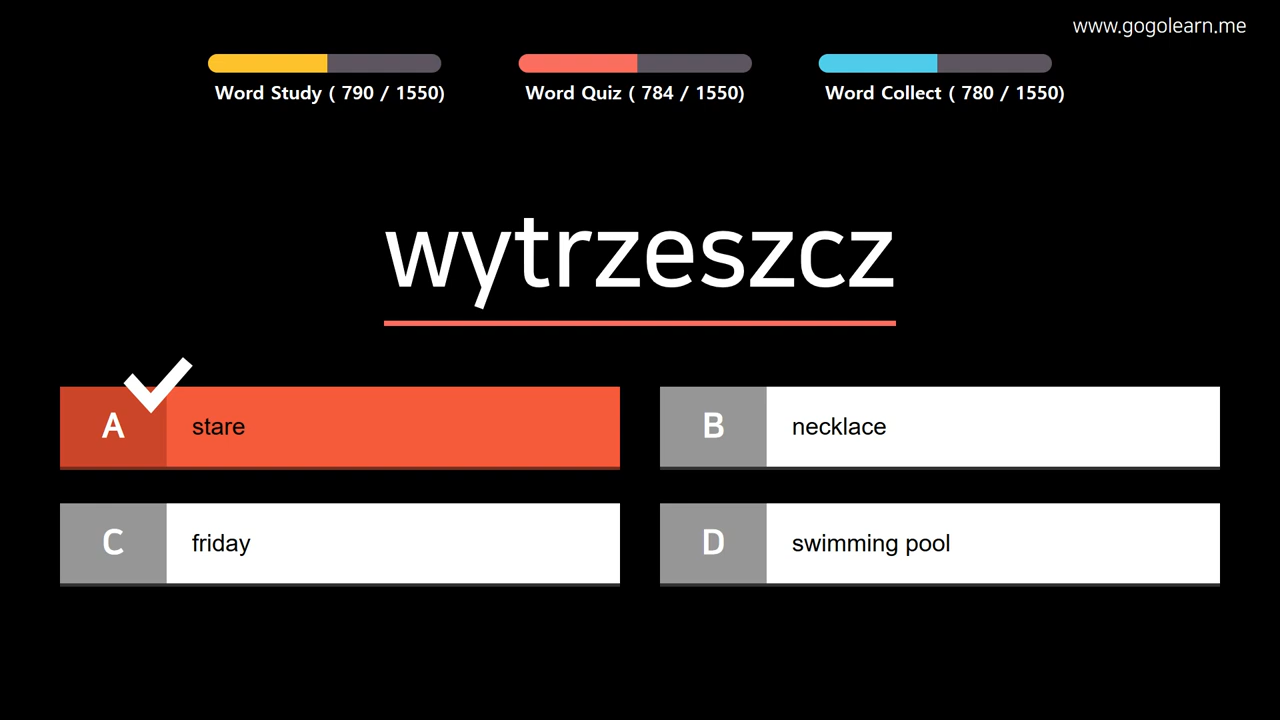 www.gogolearn.me
Word Study ( 790 / 1550)
Word Quiz ( 784 / 1550)
Word Collect ( 780 / 1550)
wytrzeszcz
A stare
B necklace
C friday
D swimming pool